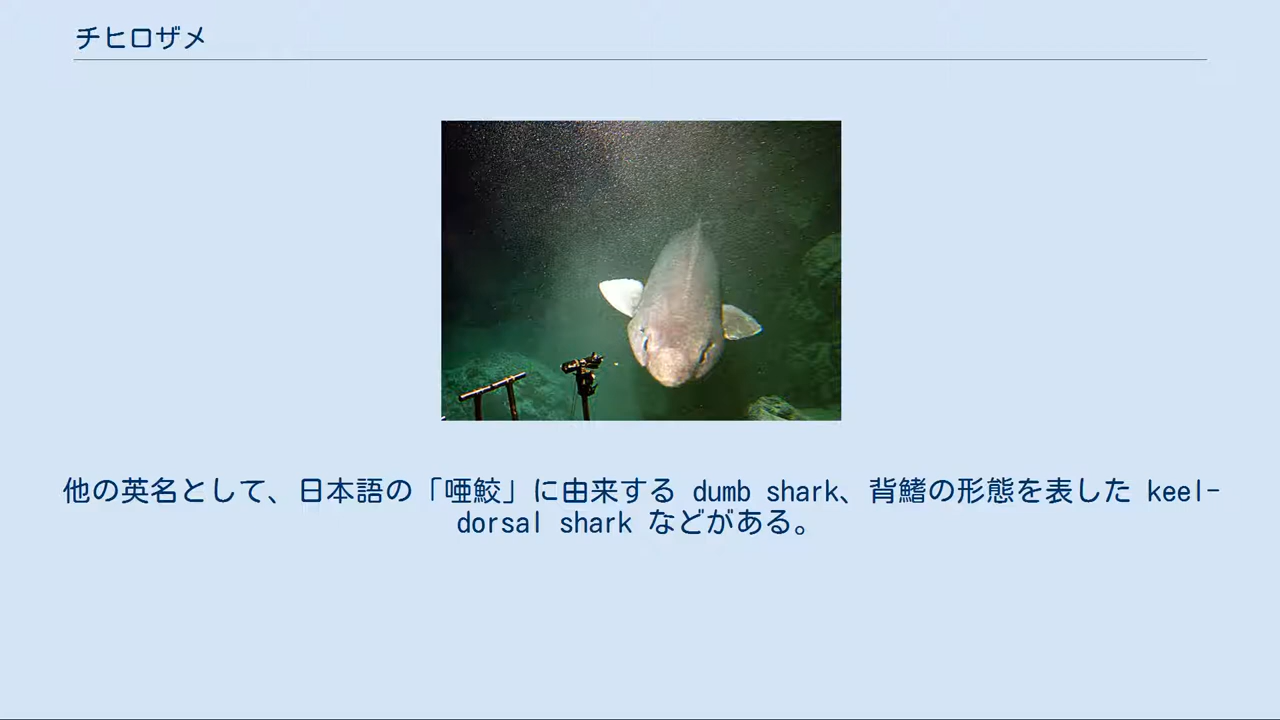 チヒロザメ
他の英名として、日本語の「唖鮫」に由来する dumb shark、背鰭の形態を表した keel-
dorsal shark などがある。